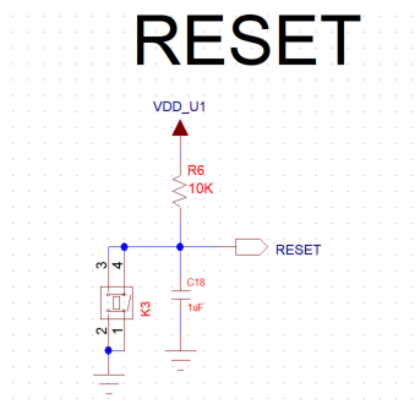 RESET
VDD_U1
R6
10K
RESET
3
4
C18
1uF
K3
2
1